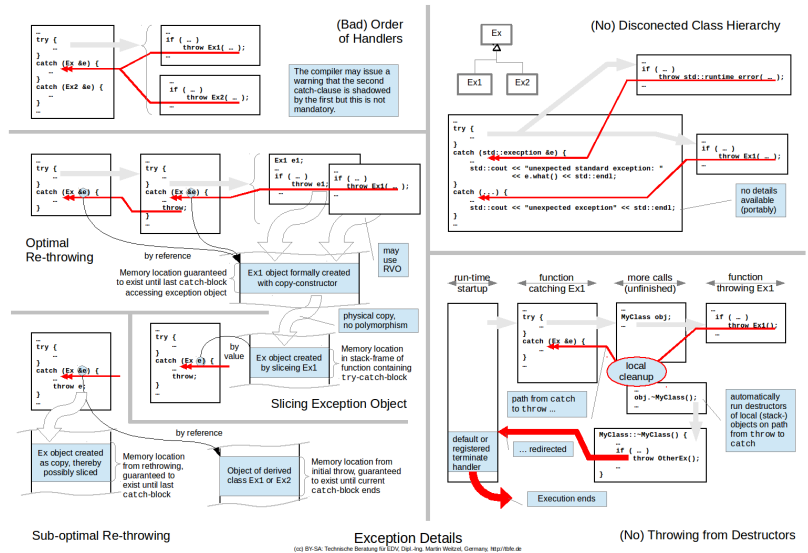 (Bad) Order
of Handlers
…
try {
…
}
catch (Ex &e) {
…
}
catch (Ex2 &e) {
…
}
…
…
if ( … )
throw Ex1( … );
…
…
if ( … )
throw Ex2( … );
…
The compiler may issue a
warning that the second
catch-clause is shadowed
by the first but this is not
mandatory.
(No) Disconected Class Hierarchy
Ex
Ex1
Ex2
…
if ( … )
throw std::runtime error( … );
…
…
try {
…
}
catch (std::execption &e) {
…
std::cout << "unexpected standard exception: "
<< e.what() << std::endl;
}
catch (...) {
…
std::cout << "unexpected exception" << std::endl;
}
…
…
if ( … )
throw Ex1( … );
…
no details
available
(portably)
…
try {
…
}
catch (Ex &e) {
…
}
…
…
try {
…
}
catch (Ex &e) {
…
throw;
}
…
Ex1 e1;
…
if ( … )
throw e1;
…
…
if ( … )
throw Ex1( … );
…
Optimal
Re-throwing
by reference
may
use
RVO
Memory location guaranteed
to exist until last catch-block
accessing exception object
Ex1 object formally created
with copy-constructor
physical copy,
no polymorphism
…
try {
…
}
catch (Ex e) {
…
throw;
}
…
by
value
Ex object created
by sliceing Ex1
Memory location
in stack-frame of
function containing
try-catch-block
Slicing Exception Object
…
try {
…
}
catch (Ex &e) {
…
throw e;
}
…
by reference
Ex object created
as copy, thereby
possibly sliced
Memory location
from rethrowing,
guaranteed to
exist until last
catch-block
Object of derived
class Ex1 or Ex2
Memory location from
initial throw, guaranteed
to exist until current
catch-block ends
Sub-optimal Re-throwing
run-time
startup
function
catching Ex1
more calls
(unfinished)
function
throwing Ex1
…
try {
…
}
catch (Ex &e) {
…
}
…
…
MyClass obj;
…
…
if ( … )
throw Ex1();
…
local
cleanup
…
obj.~MyClass();
…
path from catch
to throw …
automatically
run destructors
of local (stack-)
objects on path
from throw to
catch
default or
registered
terminate
handler
… redirected
MyClass::~MyClass() {
…
if ( … )
throw OtherEx();
…
}
Execution ends
(No) Throwing from Destructors
Exception Details
(cc) BY-SA: Technische Beratung für EDV, Dipl.-Ing. Martin Weitzel, Germany, http://tbfe.de